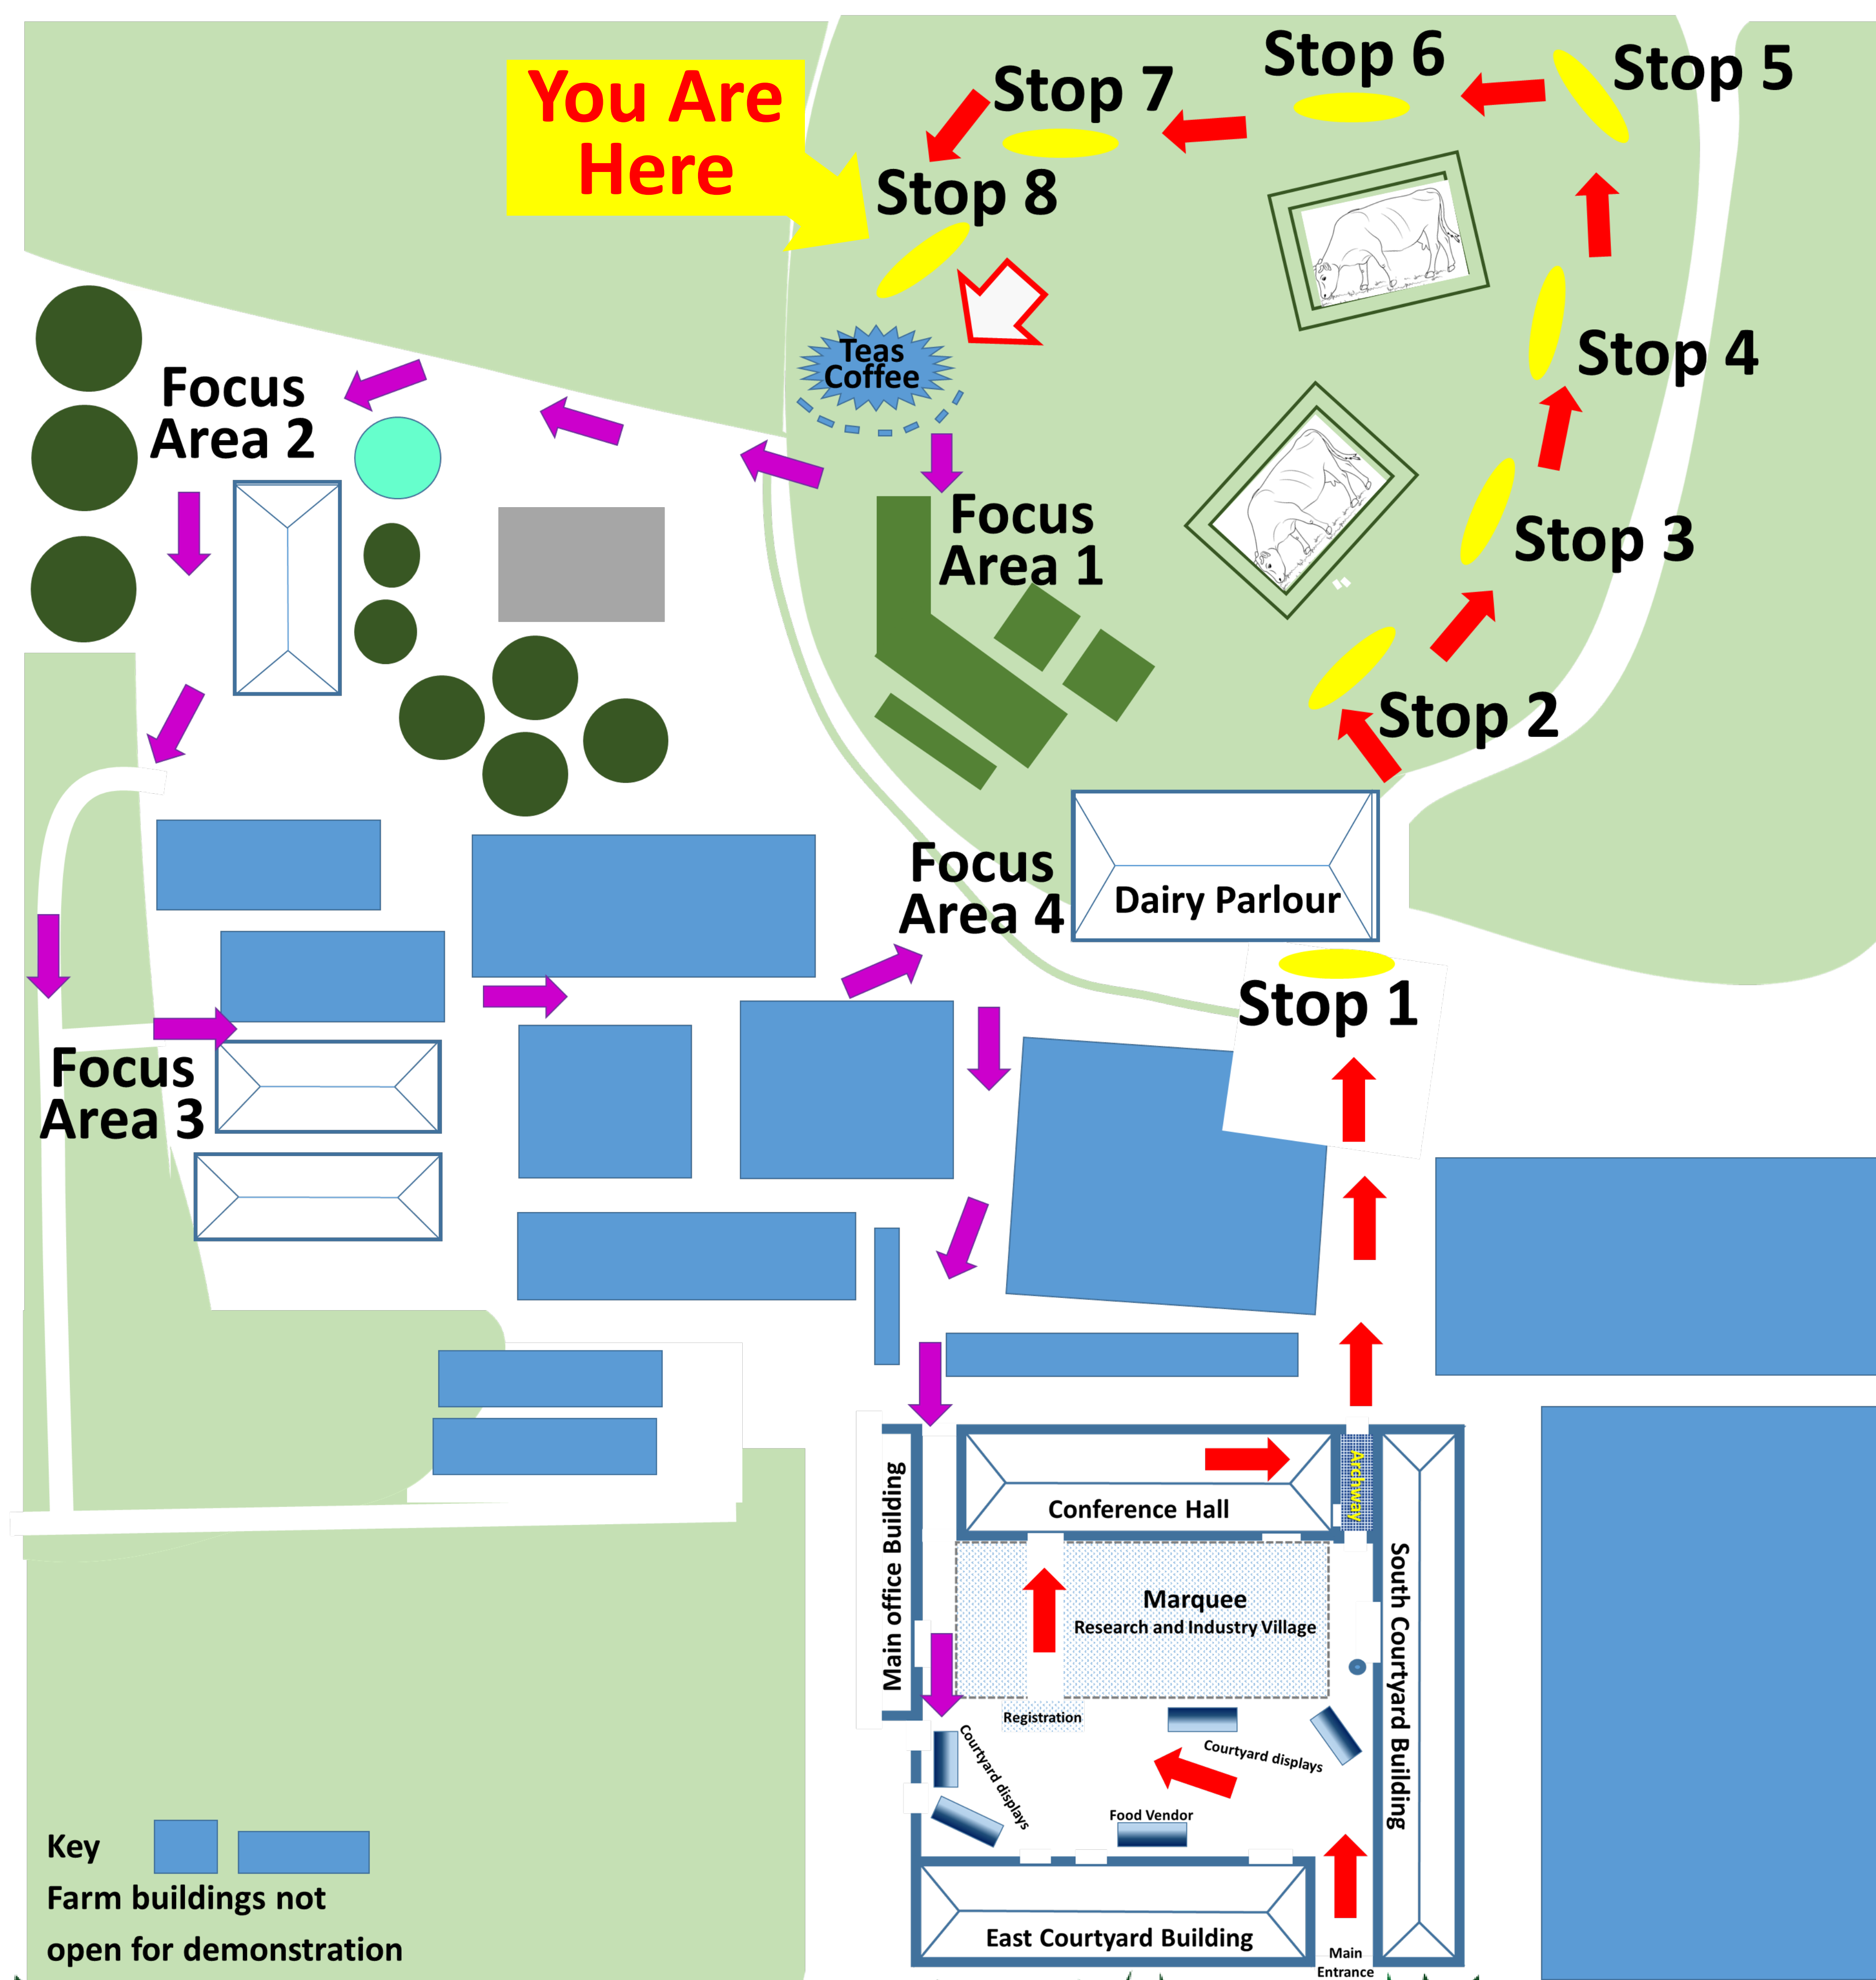 You Are
Here
Stop 7
Stop 6
Stop 5
Stop 8
Teas
Coffee
Stop 4
Focus
Area 2
Focus
Area 1
Stop 3
Stop 2
Focus
Area 4
Dairy Parlour
Stop 1
Focus
Area 3
Archway
Conference Hall
Main office Building
Marquee
Research and Industry Village
South Courtyard Building
Registration
Courtyard displays
Courtyard displays
Food Vendor
East Courtyard Building
Main
Entrance
Key
Farm buildings not
open for demonstration